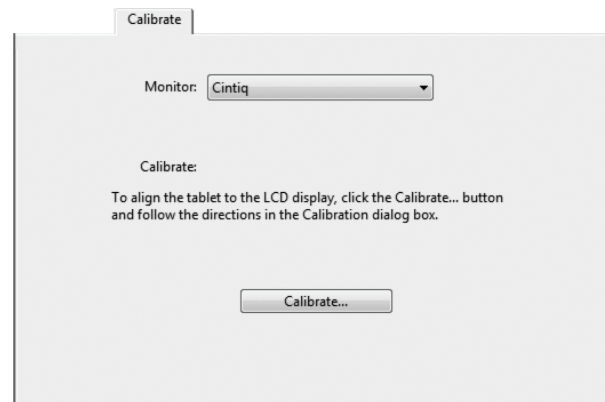 Calibrate
Monitor: Cintiq
Calibrate:
To align the tablet to the LCD display, click the Calibrate... button
and follow the directions in the Calibration dialog box.
Calibrate...